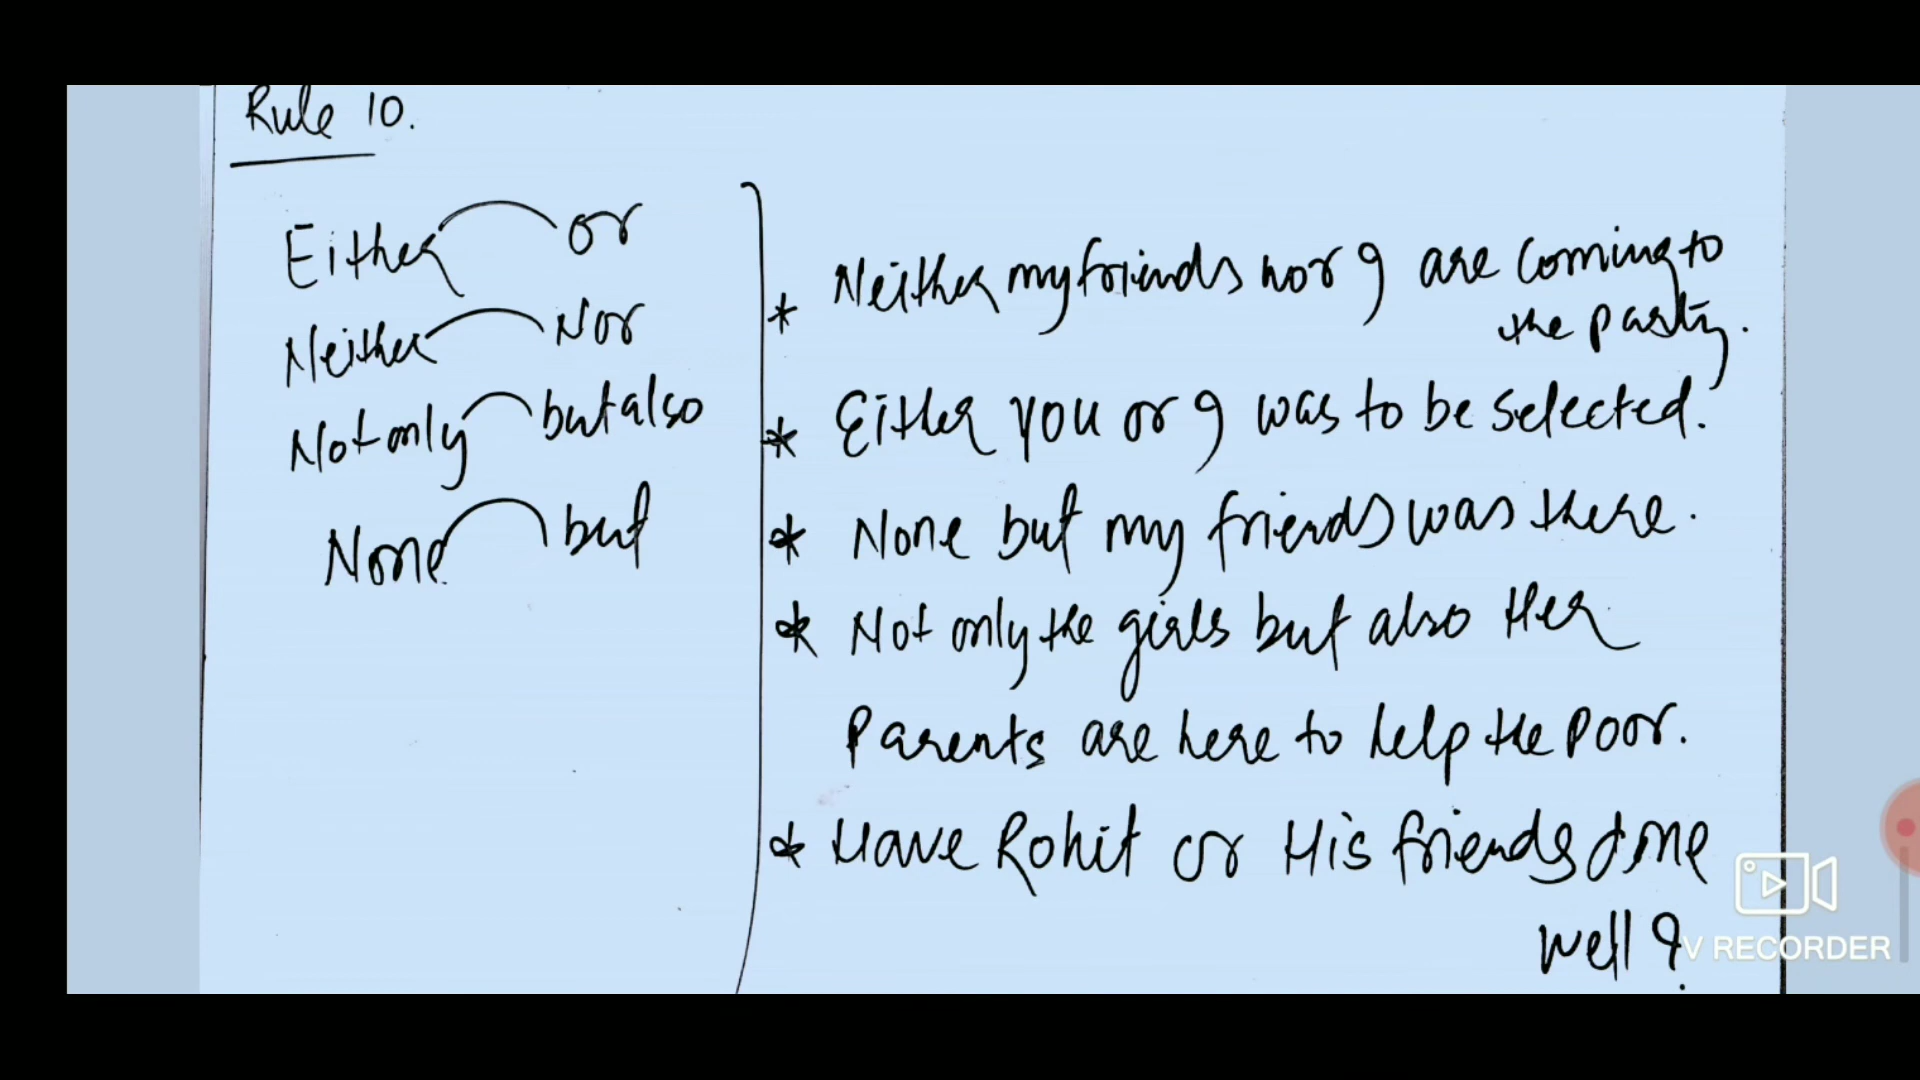 Rule 10.
Either or
Neither Nor
Not only but also
None but
* Neither my friends nor I are coming to
the party.
* Either you or I was to be selected.
* None but my friends was there.
* Not only the girls but also Her
Parents are here to help the poor.
* Have Rohit or His friends done
well ?
V RECORDER